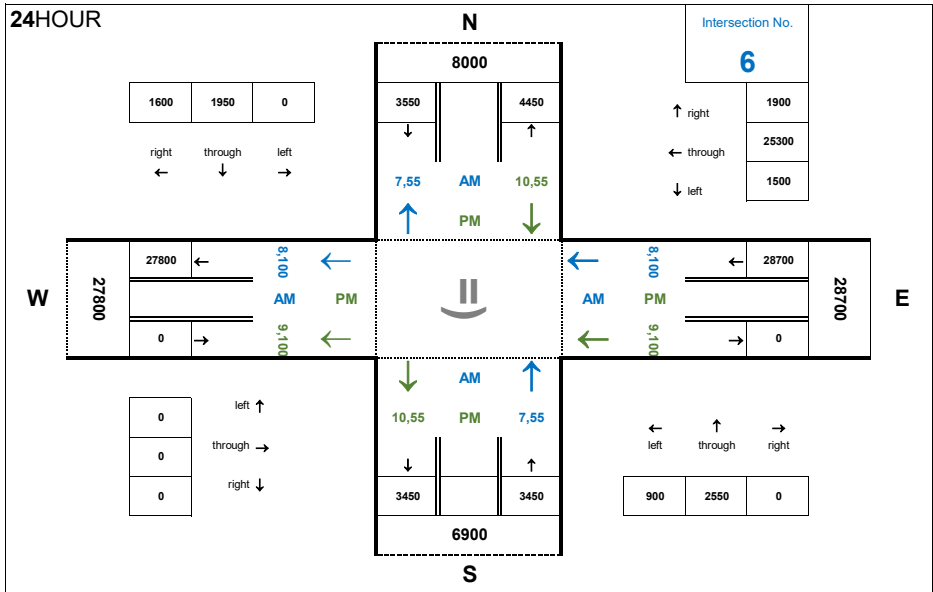 24HOUR
N
Intersection No.
6
8000
1600 1950 0
3550 4450
↓ ↑
right through left
← ↓ →
↑ right 1900
← through 25300
↓ left 1500
7,55 AM 10,55
PM
27800
27800 ←
8,100
AM PM
0 →
9,100
W
=)
8,100
← 28700
AM PM
9,100
→ 0
28700
E
AM
10,55 PM 7,55
left ↑ 0
through → 0
right ↓ 0
← ↑ →
left through right
900 2550 0
↓ ↑
3450 3450
6900
S